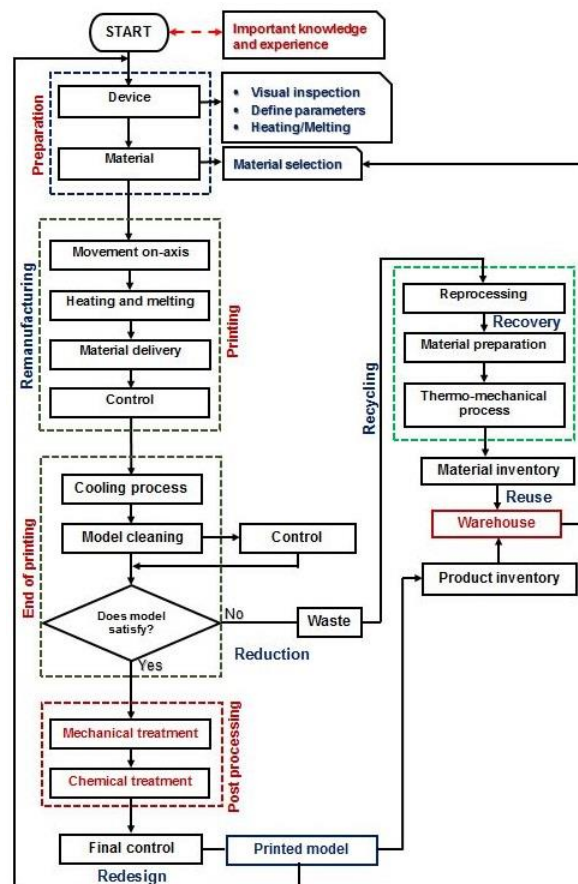 START
Important knowledge
and experience
Preparation
Device
• Visual inspection
• Define parameters
• Heating/Melting
Material
Material selection
Remanufacturing
Printing
Movement on-axis
Heating and melting
Material delivery
Control
Recycling
Reprocessing
Recovery
Material preparation
Thermo-mechanical
process
Material inventory
Reuse
Warehouse
Product inventory
End of printing
Cooling process
Model cleaning
Control
Does model
satisfy?
No
Waste
Reduction
Yes
Post processing
Mechanical treatment
Chemical treatment
Final control
Printed model
Redesign